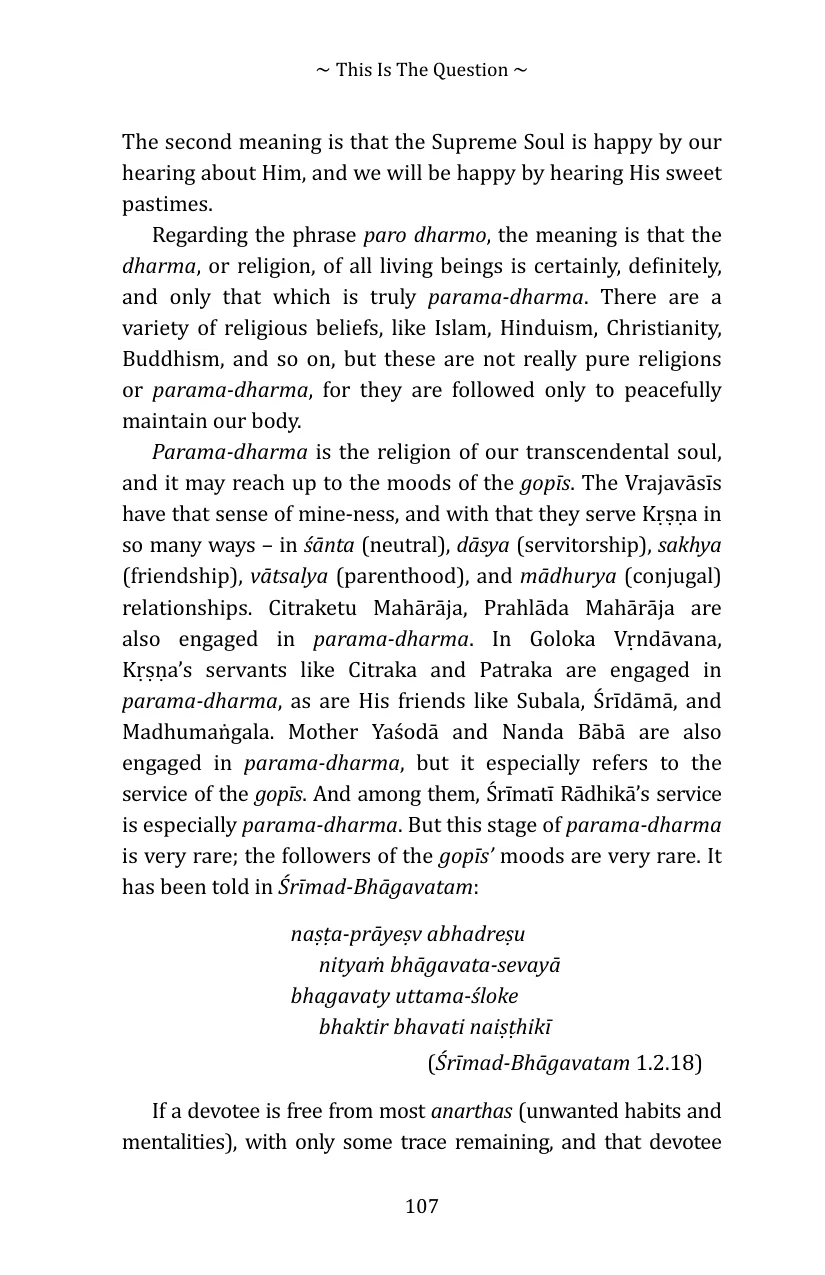 ~ This Is The Question ~
The second meaning is that the Supreme Soul is happy by our
hearing about Him, and we will be happy by hearing His sweet
pastimes.
Regarding the phrase paro dharmo, the meaning is that the
dharma, or religion, of all living beings is certainly, definitely,
and only that which is truly parama-dharma. There are a
variety of religious beliefs, like Islam, Hinduism, Christianity,
Buddhism, and so on, but these are not really pure religions
or parama-dharma, for they are followed only to peacefully
maintain our body.
Parama-dharma is the religion of our transcendental soul,
and it may reach up to the moods of the gopīs. The Vrajavāsīs
have that sense of mine-ness, and with that they serve Kṛṣṇa in
so many ways – in śānta (neutral), dāsya (servitorship), sakhya
(friendship), vātsalya (parenthood), and mādhurya (conjugal)
relationships. Citraketu Mahārāja, Prahlāda Mahārāja are
also engaged in parama-dharma. In Goloka Vṛndāvana,
Kṛṣṇa’s servants like Citraka and Patraka are engaged in
parama-dharma, as are His friends like Subala, Śrīdāmā, and
Madhumaṅgala. Mother Yaśodā and Nanda Bābā are also
engaged in parama-dharma, but it especially refers to the
service of the gopīs. And among them, Śrīmatī Rādhikā’s service
is especially parama-dharma. But this stage of parama-dharma
is very rare; the followers of the gopīs’ moods are very rare. It
has been told in Śrīmad-Bhāgavatam:
naṣṭa-prāyeṣv abhadreṣu
nityaṁ bhāgavata-sevayā
bhagavaty uttama-śloke
bhaktir bhavati naiṣṭhikī
(Śrīmad-Bhāgavatam 1.2.18)
If a devotee is free from most anarthas (unwanted habits and
mentalities), with only some trace remaining, and that devotee
107